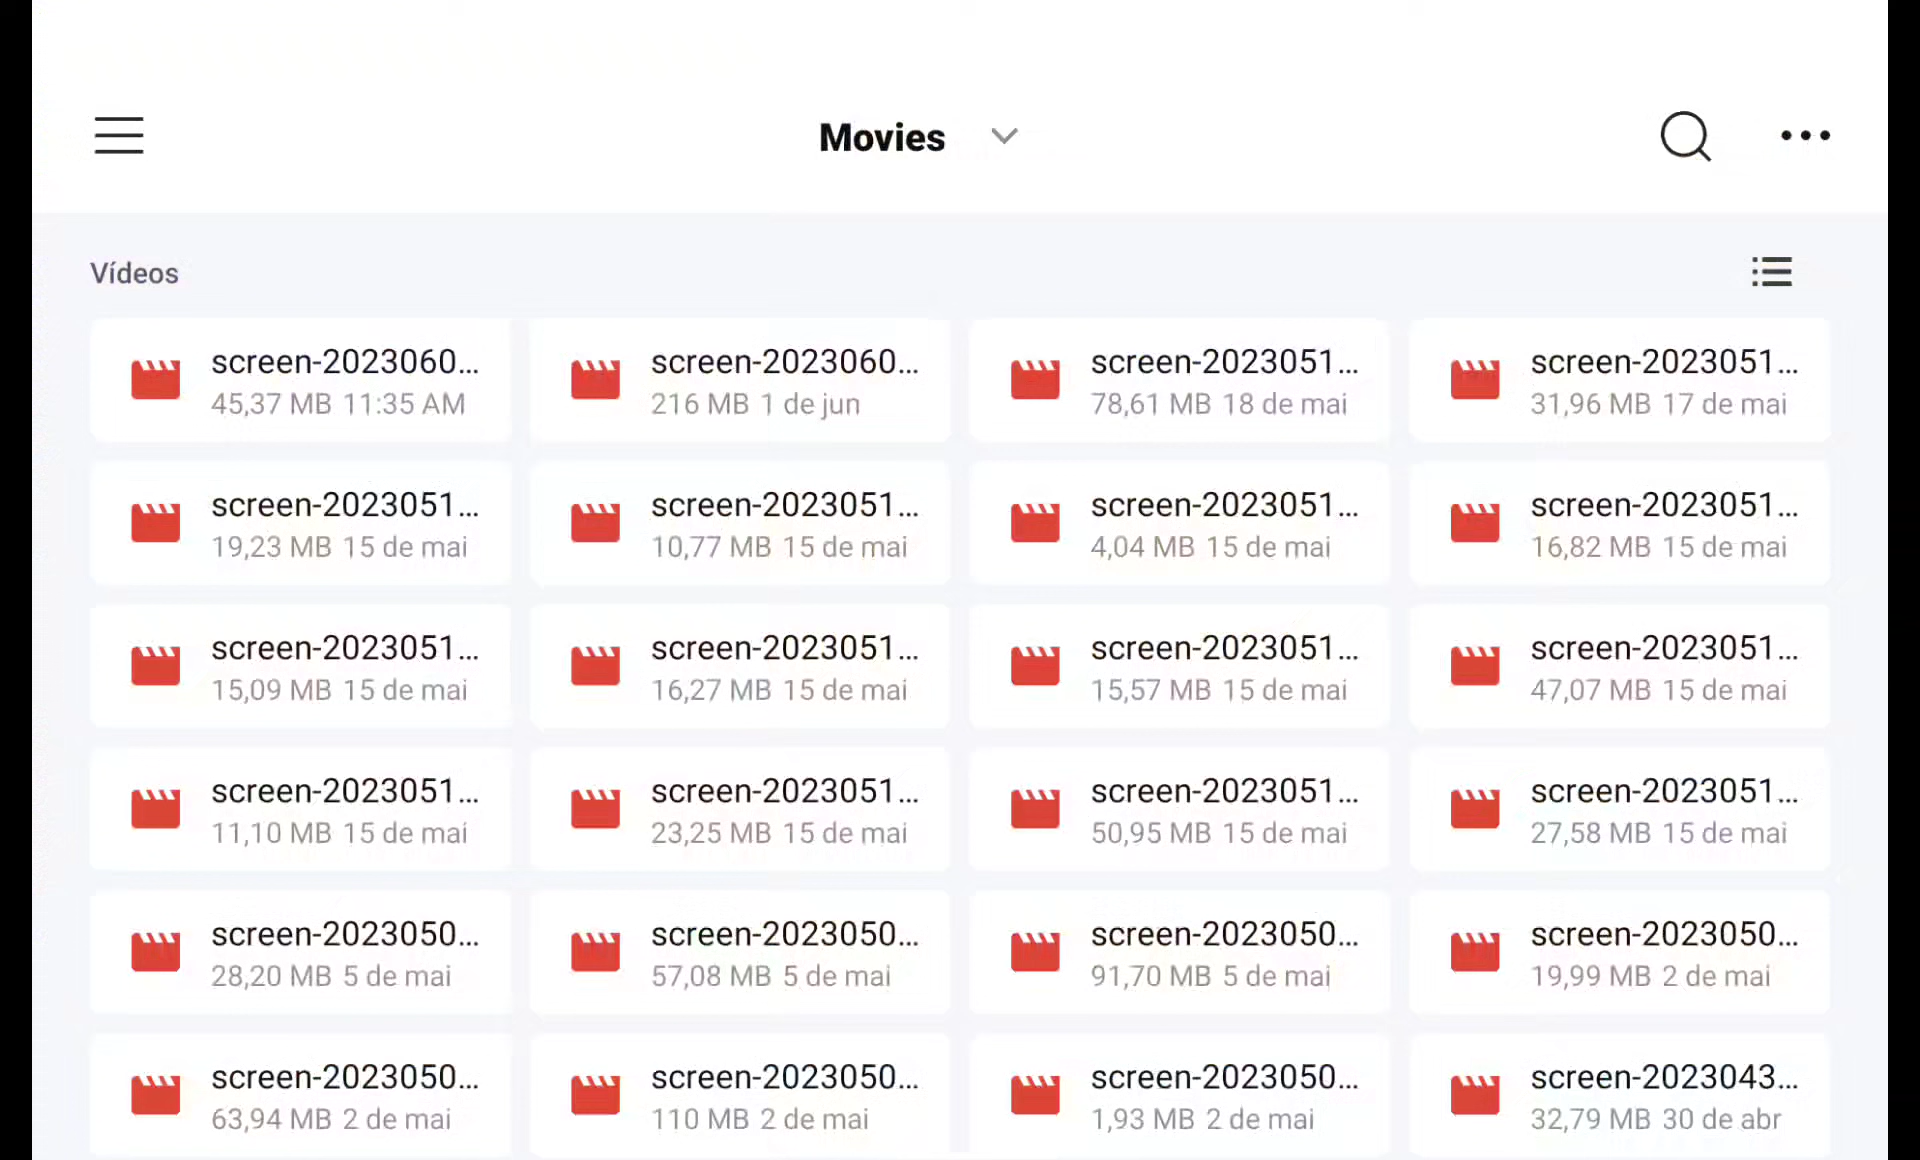 Movies
Vídeos
screen-2023060...
45,37 MB 11:35 AM
screen-2023060...
216 MB 1 de jun
screen-2023051...
78,61 MB 18 de mai
screen-2023051...
31,96 MB 17 de mai
screen-2023051...
19,23 MB 15 de mai
screen-2023051...
10,77 MB 15 de mai
screen-2023051...
4,04 MB 15 de mai
screen-2023051...
16,82 MB 15 de mai
screen-2023051...
15,09 MB 15 de mai
screen-2023051...
16,27 MB 15 de mai
screen-2023051...
15,57 MB 15 de mai
screen-2023051...
47,07 MB 15 de mai
screen-2023051...
11,10 MB 15 de mai
screen-2023051...
23,25 MB 15 de mai
screen-2023051...
50,95 MB 15 de mai
screen-2023051...
27,58 MB 15 de mai
screen-2023050...
28,20 MB 5 de mai
screen-2023050...
57,08 MB 5 de mai
screen-2023050...
91,70 MB 5 de mai
screen-2023050...
19,99 MB 2 de mai
screen-2023050...
63,94 MB 2 de mai
screen-2023050...
110 MB 2 de mai
screen-2023050...
1,93 MB 2 de mai
screen-2023043...
32,79 MB 30 de abr